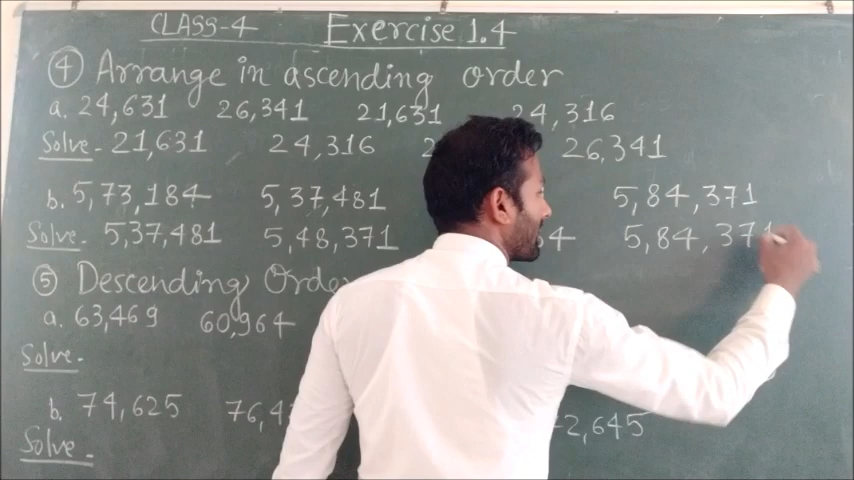 CLASS-4 Exercise 1.4
④ Arrange in ascending order
a. 24,631 26,341 21,631 24,316
Solve- 21,631 24,316 26,341
b. 5,73,184 5,37,481 5,84,371
Solve- 5,37,481 5,48,371 5,84,371
⑤ Descending Order
a. 63,469 60,964
Solve-
b. 74,625
Solve-